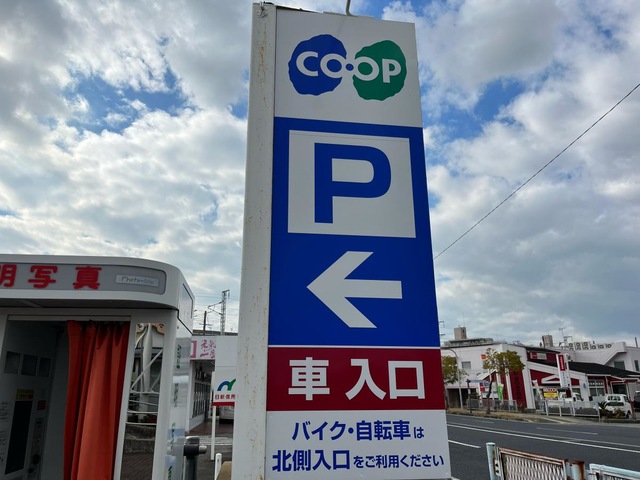 CO·OP
P
車 入口
バイク・自転車は
北側入口をご利用ください
明写真